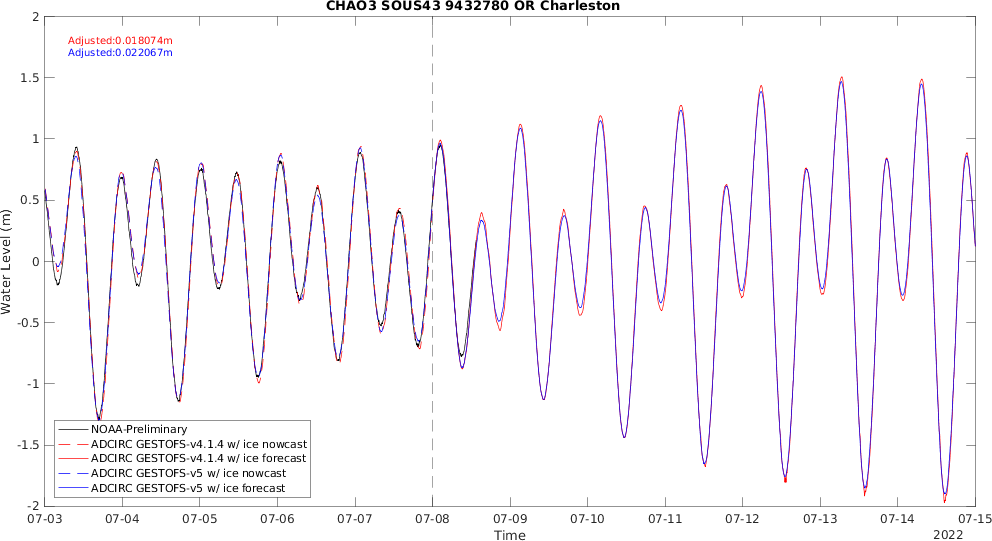 CHAO3 SOUS43 9432780 OR Charleston
Adjusted:0.018074m
Adjusted:0.022067m
2
1.5
1
0.5
0
-0.5
-1
-1.5
-2
Water Level (m)
NOAA-Preliminary
ADCIRC GESTOFS-v4.1.4 w/ ice nowcast
ADCIRC GESTOFS-v4.1.4 w/ ice forecast
ADCIRC GESTOFS-v5 w/ ice nowcast
ADCIRC GESTOFS-v5 w/ ice forecast
07-03 07-04 07-05 07-06 07-07 07-08 07-09 07-10 07-11 07-12 07-13 07-14 07-15
Time
2022